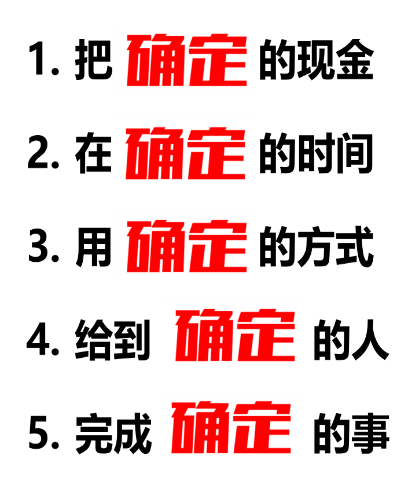 1. 把 确定 的现金
2. 在 确定 的时间
3. 用 确定 的方式
4. 给到 确定 的人
5. 完成 确定 的事